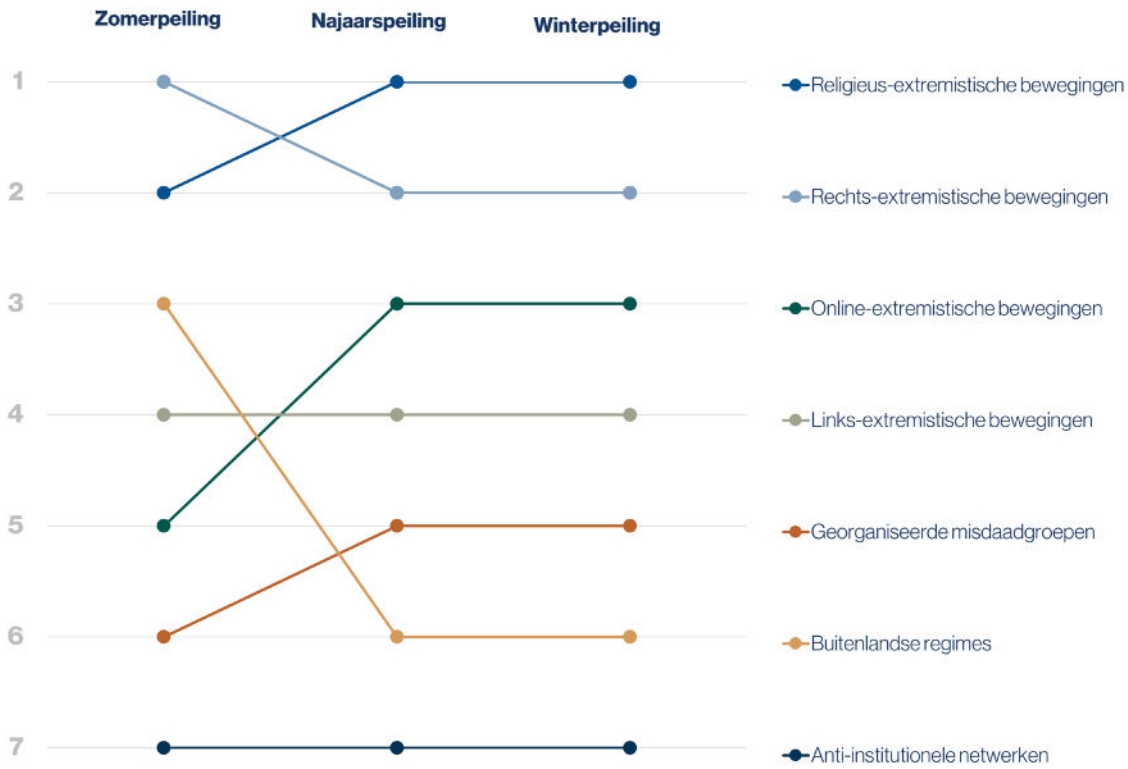 Zomerpeiling Najaarspeiling Winterpeiling
1 Religieus-extremistische bewegingen
2 Rechts-extremistische bewegingen
3 Online-extremistische bewegingen
4 Links-extremistische bewegingen
5 Georganiseerde misdaadgroepen
6 Buitenlandse regimes
7 Anti-institutionele netwerken